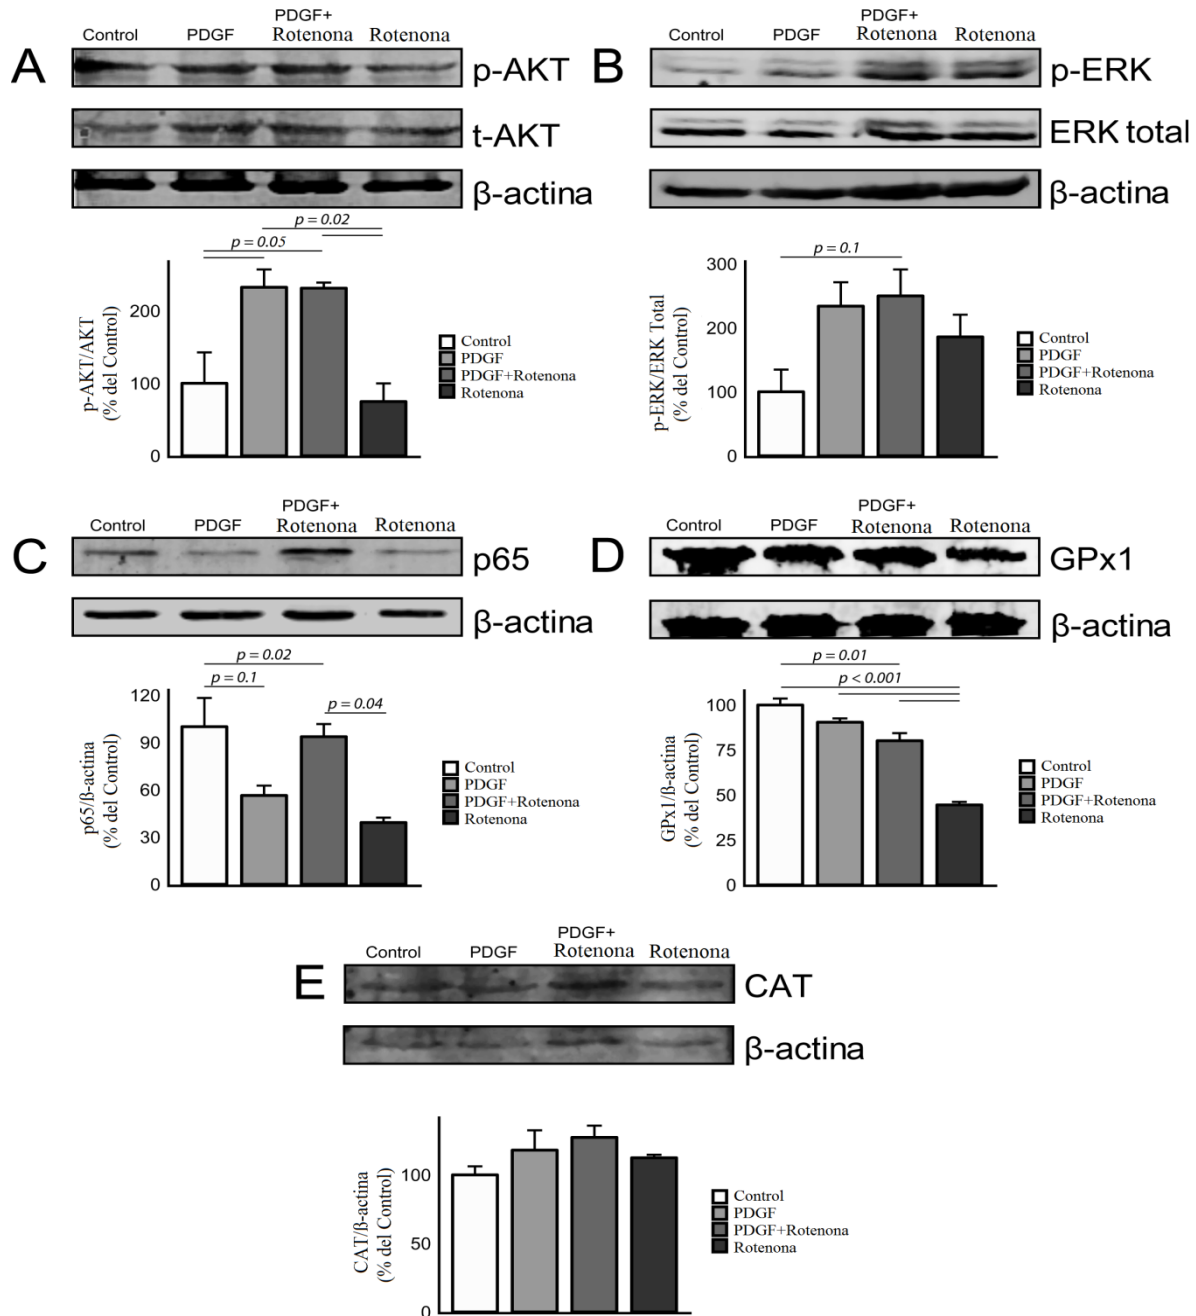 PDGF+
Control PDGF Rotenona Rotenona
A
p-AKT
t-AKT
β-actina
p = 0.02
p = 0.05
p-AKT/AKT
(% del Control)
200
100
0
Control
PDGF
PDGF+Rotenona
Rotenona
PDGF+
Control PDGF Rotenona Rotenona
B
p-ERK
ERK total
β-actina
p = 0.1
p-ERK/ERK Total
(% del Control)
300
200
100
0
Control
PDGF
PDGF+Rotenona
Rotenona
PDGF+
Control PDGF Rotenona Rotenona
C
p65
β-actina
p = 0.02
p = 0.1
p = 0.04
p65/ß-actina
(% del Control)
120
90
60
30
0
Control
PDGF
PDGF+Rotenona
Rotenona
PDGF+
Control PDGF Rotenona Rotenona
D
GPx1
β-actina
p = 0.01
p < 0.001
GPx1/ß-actina
(% del Control)
100
75
50
25
0
Control
PDGF
PDGF+Rotenona
Rotenona
PDGF+
Control PDGF Rotenona Rotenona
E
CAT
β-actina
CAT/ß-actina
(% del Control)
100
50
0
Control
PDGF
PDGF+Rotenona
Rotenona